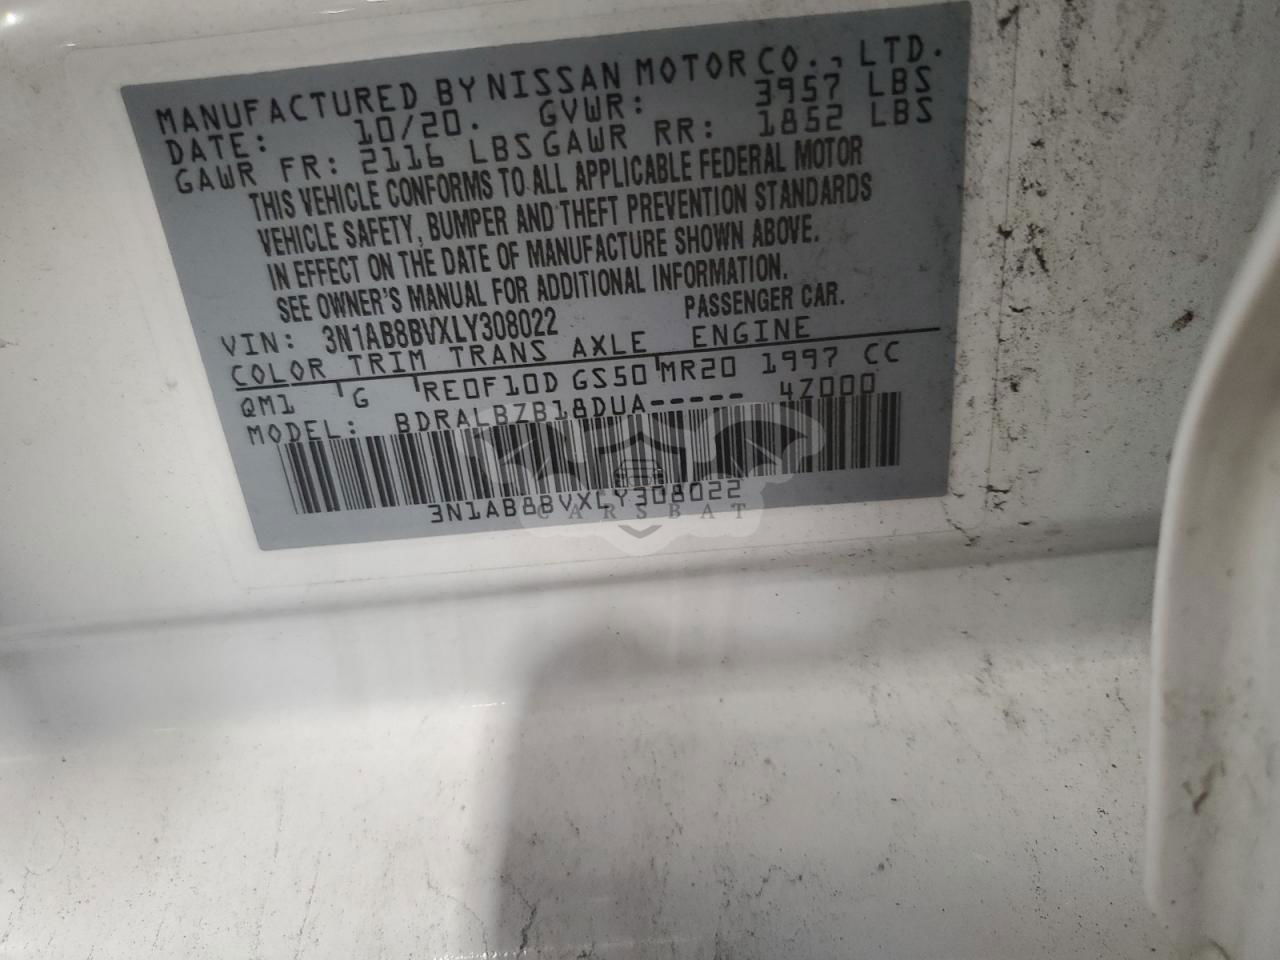 MANUFACTURED BY NISSAN MOTOR CO., LTD.
DATE: 10/20. GVWR: 3957 LBS
GAWR FR: 2116 LBS GAWR RR: 1852 LBS
THIS VEHICLE CONFORMS TO ALL APPLICABLE FEDERAL MOTOR
VEHICLE SAFETY, BUMPER AND THEFT PREVENTION STANDARDS
IN EFFECT ON THE DATE OF MANUFACTURE SHOWN ABOVE.
SEE OWNER'S MANUAL FOR ADDITIONAL INFORMATION.
VIN: 3N1AB8BVXLY308022 PASSENGER CAR.
COLOR TRIM TRANS AXLE ENGINE
QM1 G RE0F10D GS50 MR20 1997 CC
MODEL: BDRALBZB18DUA----- 4Z000
3N1AB8BVXLY308022
CARSBAT